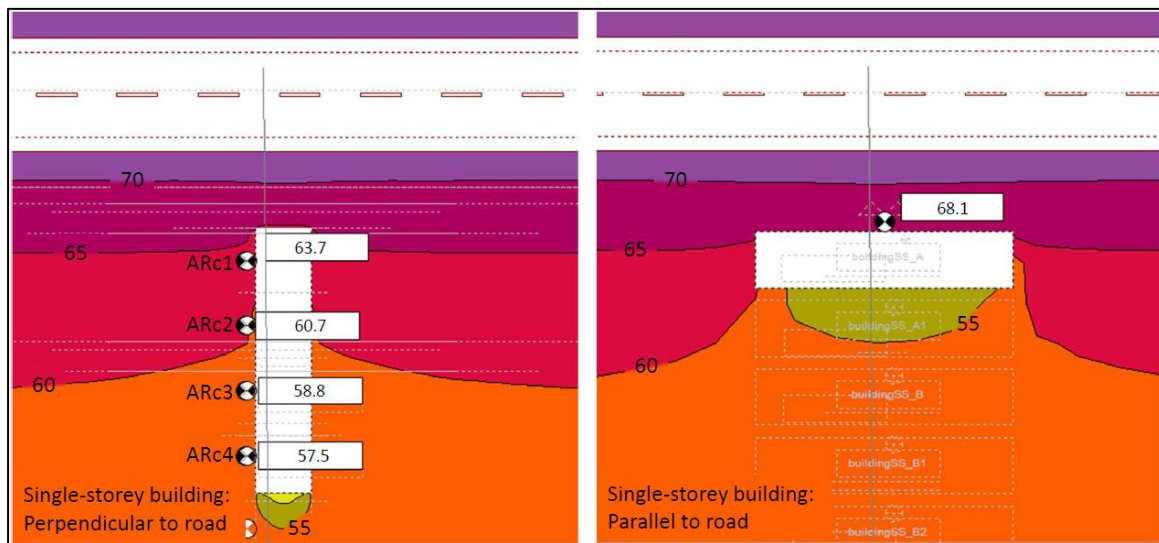 70
65
63.7
ARc1
60.7
ARc2
60
58.8
ARc3
57.5
ARc4
55
Single-storey building:
Perpendicular to road
70
68.1
65
buildingSS_A
55
buildingSS_A1
60
buildingSS_B
buildingSS_B1
buildingSS_B2
Single-storey building:
Parallel to road